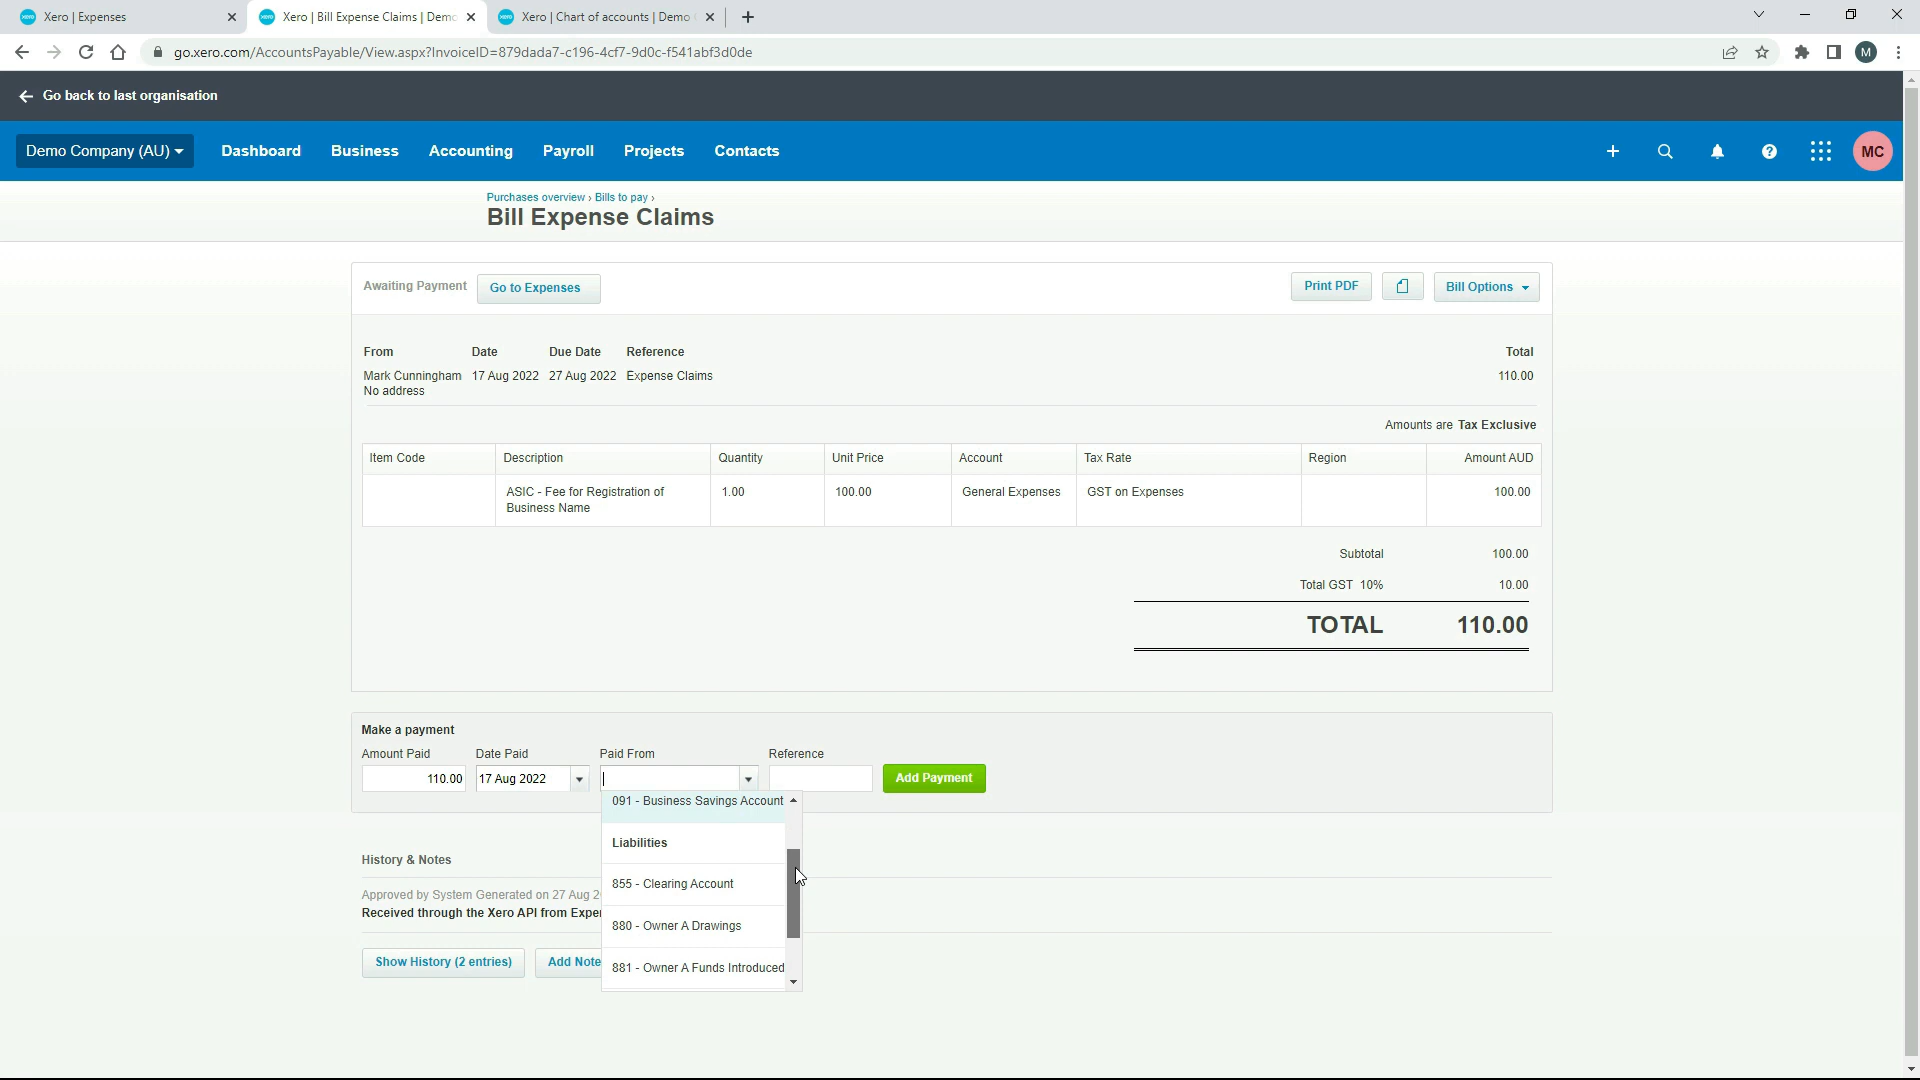 Xero | Expenses
Xero | Bill Expense Claims | Demo
Xero | Chart of accounts | Demo
go.xero.com/AccountsPayable/View.aspx?InvoiceID=879dada7-c196-4cf7-9d0c-f541abf3d0de
M
Go back to last organisation
Demo Company (AU) Dashboard Business Accounting Payroll Projects Contacts MC
Purchases overview › Bills to pay ›
Bill Expense Claims
Awaiting Payment Go to Expenses Print PDF Bill Options
From Date Due Date Reference Total
Mark Cunningham 17 Aug 2022 27 Aug 2022 Expense Claims 110.00
No address
Amounts are Tax Exclusive
Item Code Description Quantity Unit Price Account Tax Rate Region Amount AUD
ASIC - Fee for Registration of 1.00 100.00 General Expenses GST on Expenses 100.00
Business Name
Subtotal 100.00
Total GST 10% 10.00
TOTAL 110.00
Make a payment
Amount Paid Date Paid Paid From Reference
110.00 17 Aug 2022 Add Payment
091 - Business Savings Account
Liabilities
855 - Clearing Account
880 - Owner A Drawings
881 - Owner A Funds Introduced
History & Notes
Approved by System Generated on 27 Aug
Received through the Xero API from
Show History (2 entries) Add Note